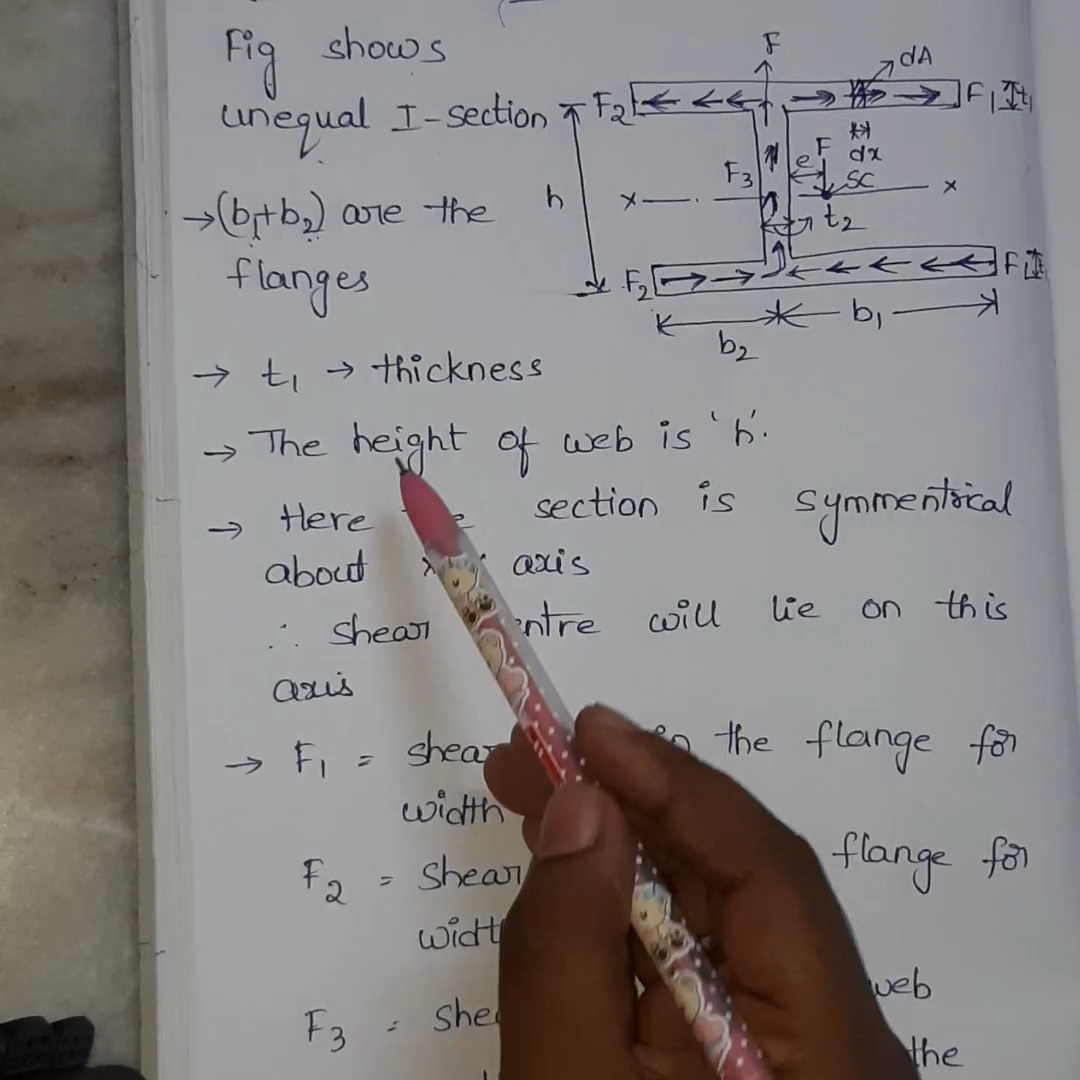 Fig shows
unequal I-section
→(b1+b2) are the
flanges
→ t1 → thickness
→ The height of web is 'h'.
→ Here section is symmentrical
about axis
∴ shear will lie on this
axis
→ F1 = shear in the flange for
width
F2 = shear flange for
F3 = web
the
F
dA
F2
F1
t1
F3
e
F
dx
SC
h
x
x
t2
F2
F1
b2
b1